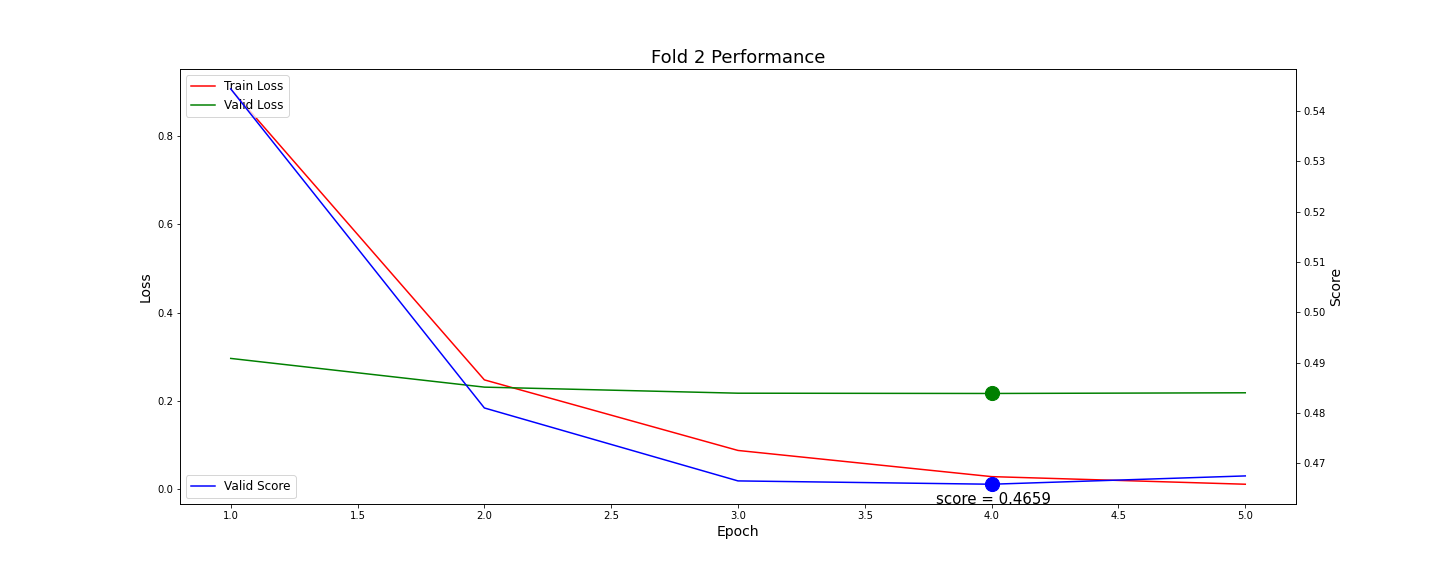 Fold 2 Performance
Train Loss
Valid Loss
Valid Score
score = 0.4659
Loss
0.8
0.6
0.4
0.2
0.0
Score
0.54
0.53
0.52
0.51
0.50
0.49
0.48
0.47
1.0 1.5 2.0 2.5 3.0 3.5 4.0 4.5 5.0
Epoch